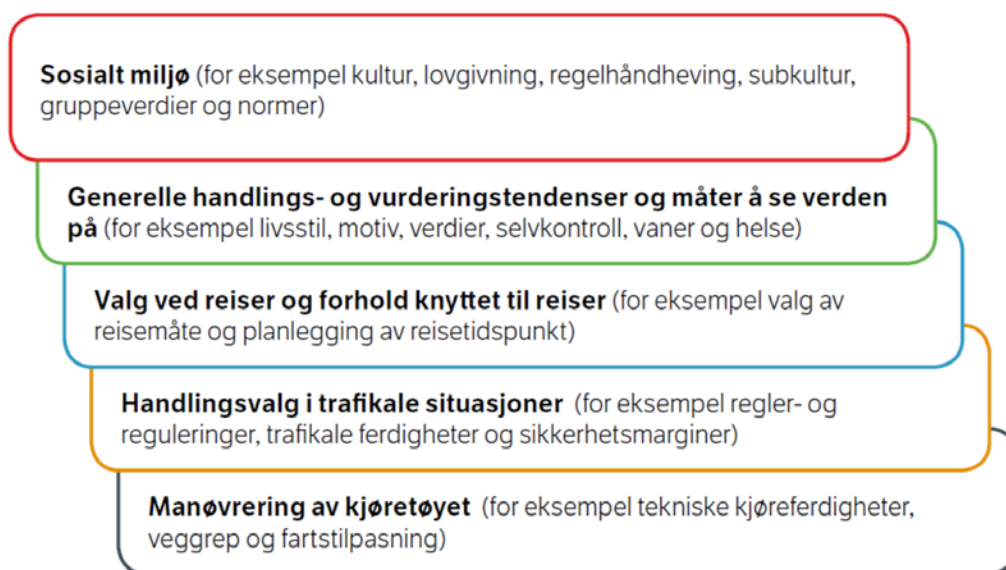 Sosialt miljø (for eksempel kultur, lovgivning, regelhåndheving, subkultur,
gruppeverdier og normer)
Generelle handlings- og vurderingstendenser og måter å se verden
på (for eksempel livsstil, motiv, verdier, selvkontroll, vaner og helse)
Valg ved reiser og forhold knyttet til reiser (for eksempel valg av
reisemåte og planlegging av reisetidspunkt)
Handlingsvalg i trafikale situasjoner (for eksempel regler- og
reguleringer, trafikale ferdigheter og sikkerhetsmarginer)
Manøvrering av kjøretøyet (for eksempel tekniske kjøreferdigheter,
veggrep og fartstilpasning)